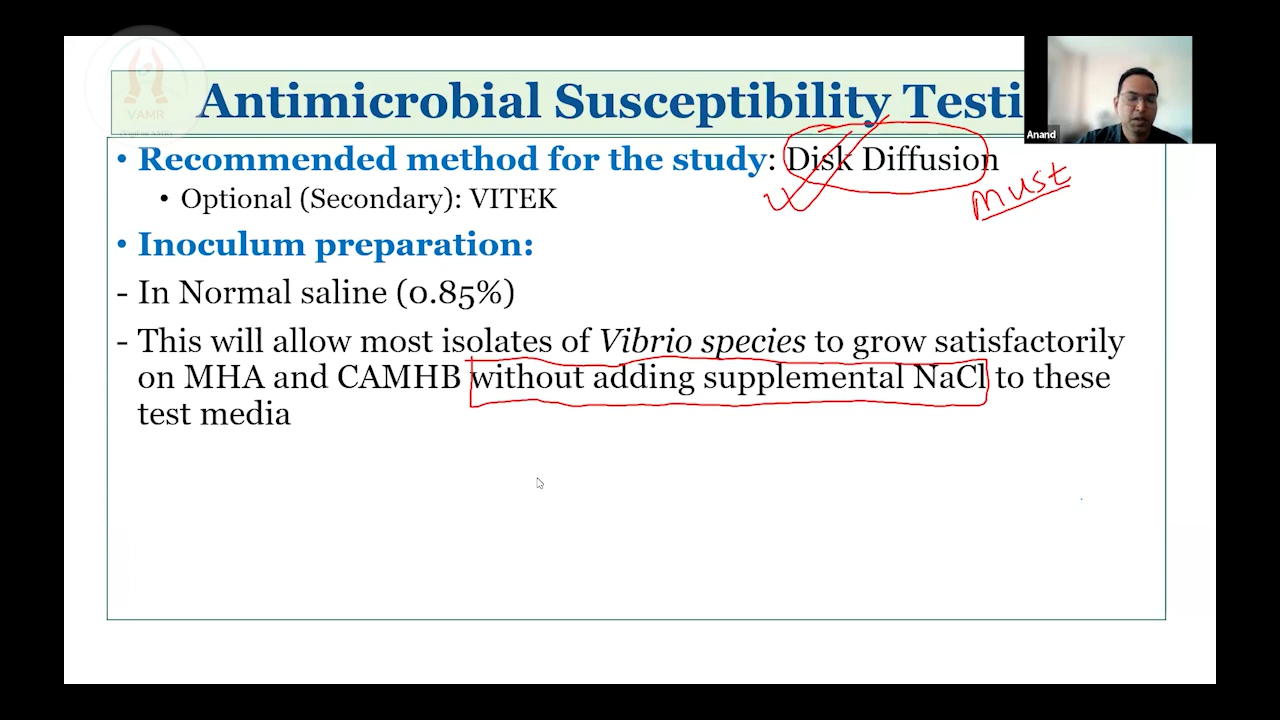 Antimicrobial Susceptibility Testi
Anand
VAMR
• Recommended method for the study: Disk Diffusion
must
• Optional (Secondary): VITEK
• Inoculum preparation:
- In Normal saline (0.85%)
- This will allow most isolates of Vibrio species to grow satisfactorily
on MHA and CAMHB without adding supplemental NaCl to these
test media